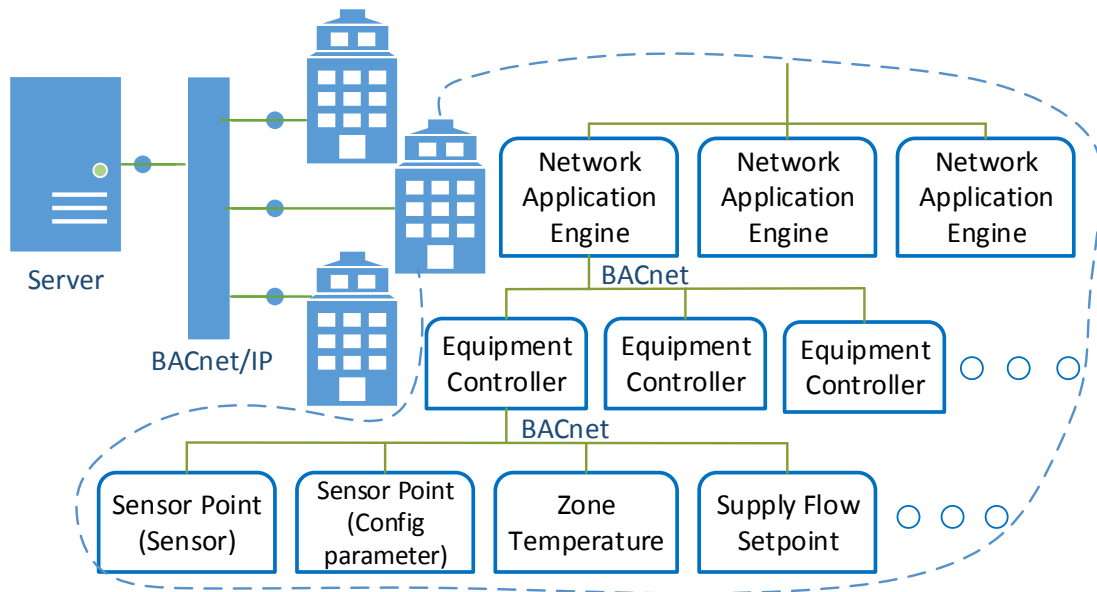 Server
BACnet/IP
Network
Application
Engine
Network
Application
Engine
Network
Application
Engine
BACnet
Equipment
Controller
Equipment
Controller
Equipment
Controller
BACnet
Sensor Point
(Sensor)
Sensor Point
(Config
parameter)
Zone
Temperature
Supply Flow
Setpoint